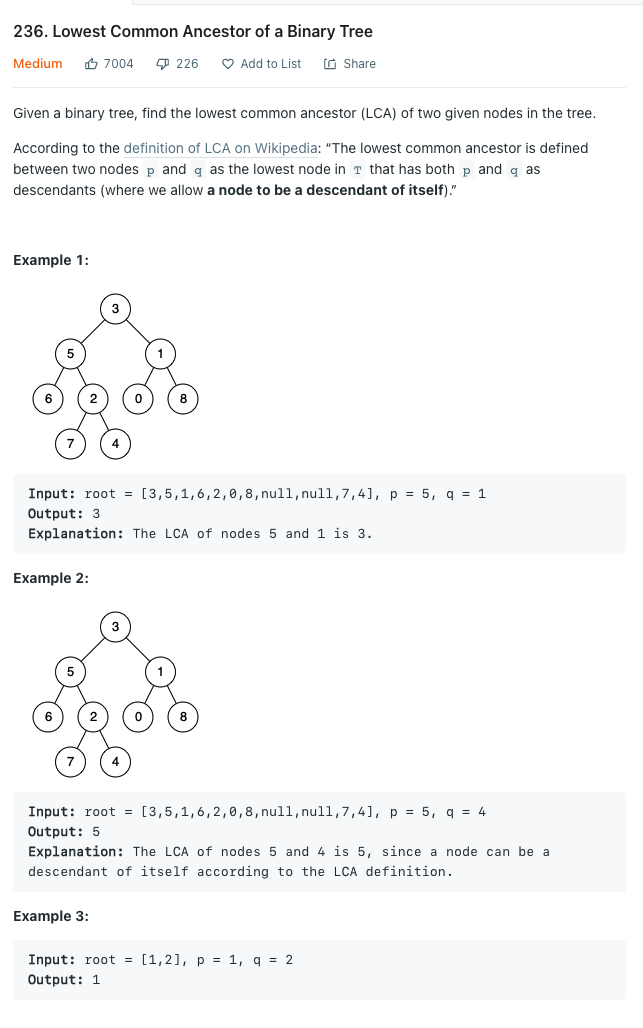 236. Lowest Common Ancestor of a Binary Tree
Medium 7004 226 Add to List Share
Given a binary tree, find the lowest common ancestor (LCA) of two given nodes in the tree.
According to the definition of LCA on Wikipedia: “The lowest common ancestor is defined
between two nodes p and q as the lowest node in T that has both p and q as
descendants (where we allow a node to be a descendant of itself).”
Example 1:
3
5 1
6 2 0 8
7 4
Input: root = [3,5,1,6,2,0,8,null,null,7,4], p = 5, q = 1
Output: 3
Explanation: The LCA of nodes 5 and 1 is 3.
Example 2:
3
5 1
6 2 0 8
7 4
Input: root = [3,5,1,6,2,0,8,null,null,7,4], p = 5, q = 4
Output: 5
Explanation: The LCA of nodes 5 and 4 is 5, since a node can be a
descendant of itself according to the LCA definition.
Example 3:
Input: root = [1,2], p = 1, q = 2
Output: 1